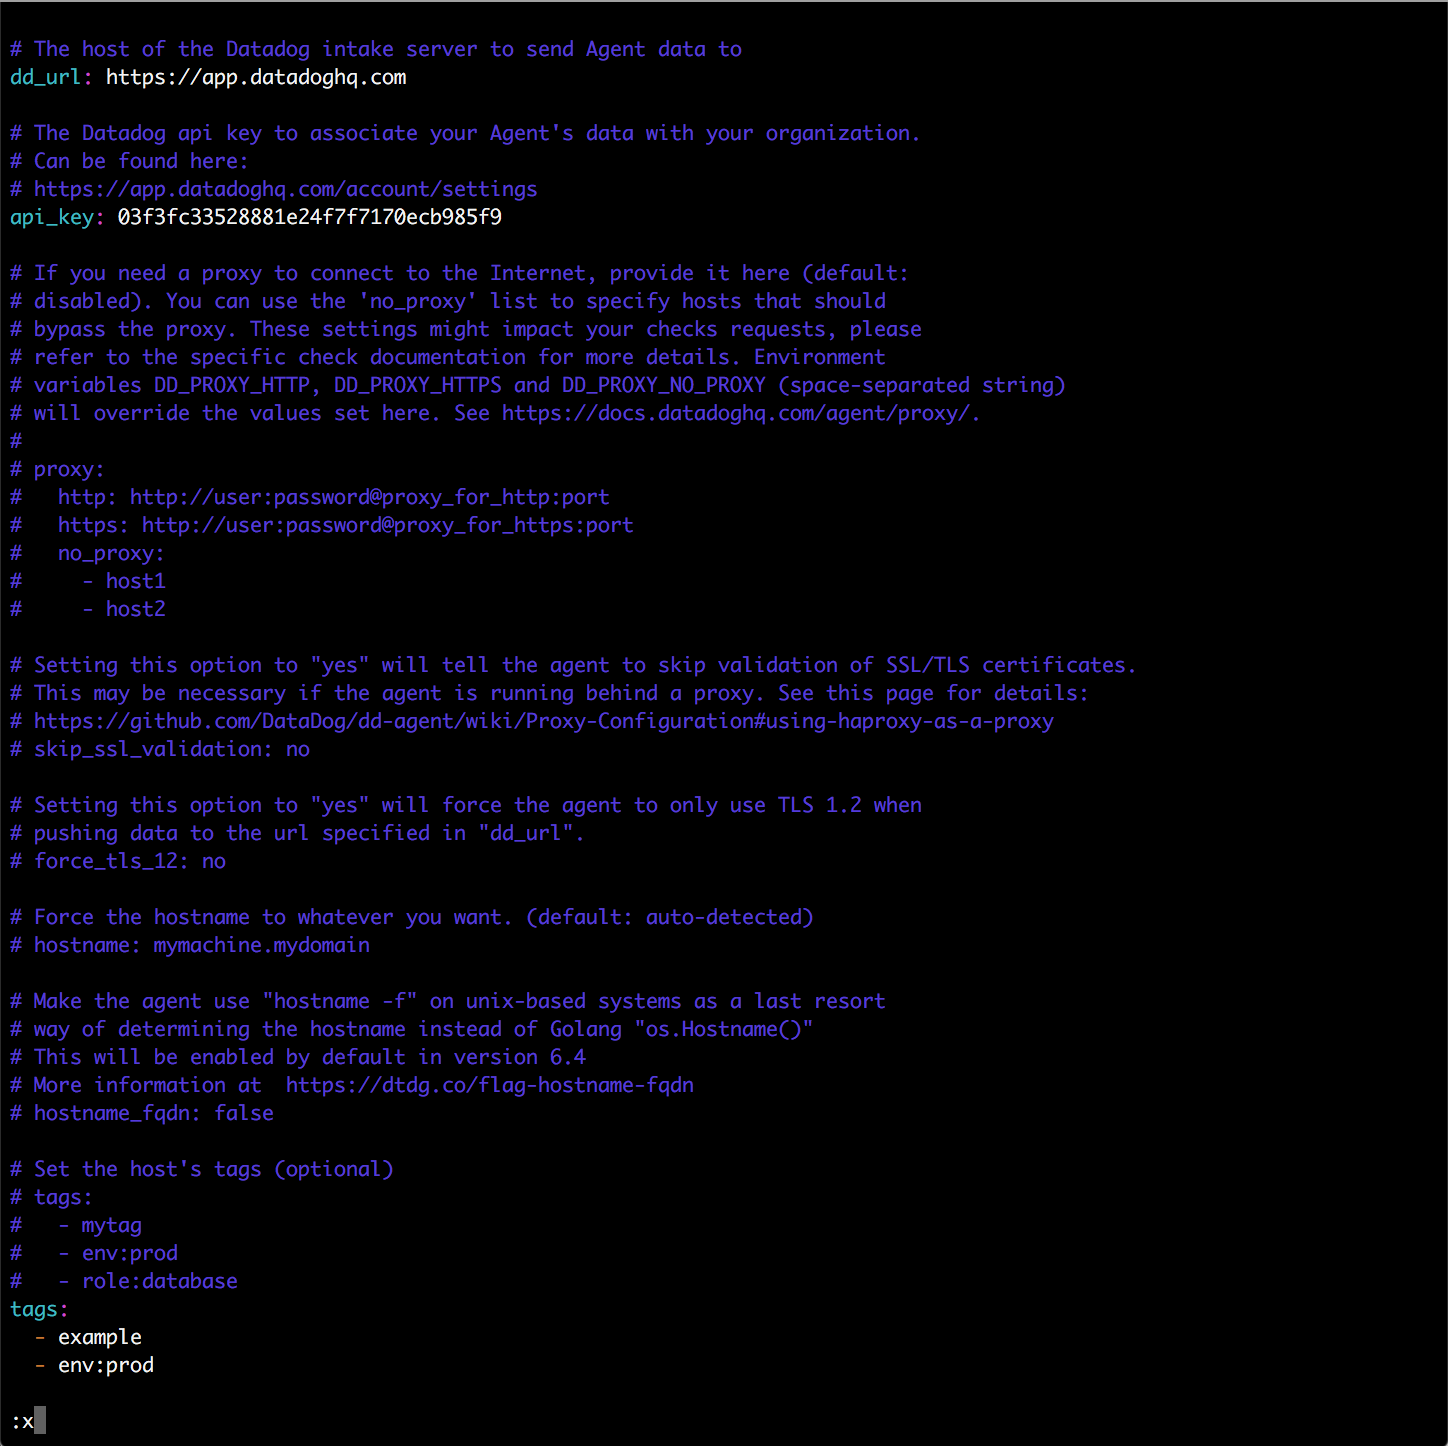 # The host of the Datadog intake server to send Agent data to
dd_url: https://app.datadoghq.com

# The Datadog api key to associate your Agent's data with your organization.
# Can be found here:
# https://app.datadoghq.com/account/settings
api_key: 03f3fc33528881e24f7f7170ecb985f9

# If you need a proxy to connect to the Internet, provide it here (default:
# disabled). You can use the 'no_proxy' list to specify hosts that should
# bypass the proxy. These settings might impact your checks requests, please
# refer to the specific check documentation for more details. Environment
# variables DD_PROXY_HTTP, DD_PROXY_HTTPS and DD_PROXY_NO_PROXY (space-separated string)
# will override the values set here. See https://docs.datadoghq.com/agent/proxy/.
#
# proxy:
#   http: http://user:password@proxy_for_http:port
#   https: http://user:password@proxy_for_https:port
#   no_proxy:
#     - host1
#     - host2

# Setting this option to "yes" will tell the agent to skip validation of SSL/TLS certificates.
# This may be necessary if the agent is running behind a proxy. See this page for details:
# https://github.com/DataDog/dd-agent/wiki/Proxy-Configuration#using-haproxy-as-a-proxy
# skip_ssl_validation: no

# Setting this option to "yes" will force the agent to only use TLS 1.2 when
# pushing data to the url specified in "dd_url".
# force_tls_12: no

# Force the hostname to whatever you want. (default: auto-detected)
# hostname: mymachine.mydomain

# Make the agent use "hostname -f" on unix-based systems as a last resort
# way of determining the hostname instead of Golang "os.Hostname()"
# This will be enabled by default in version 6.4
# More information at  https://dtdg.co/flag-hostname-fqdn
# hostname_fqdn: false

# Set the host's tags (optional)
# tags:
#   - mytag
#   - env:prod
#   - role:database
tags:
  - example
  - env:prod

:x